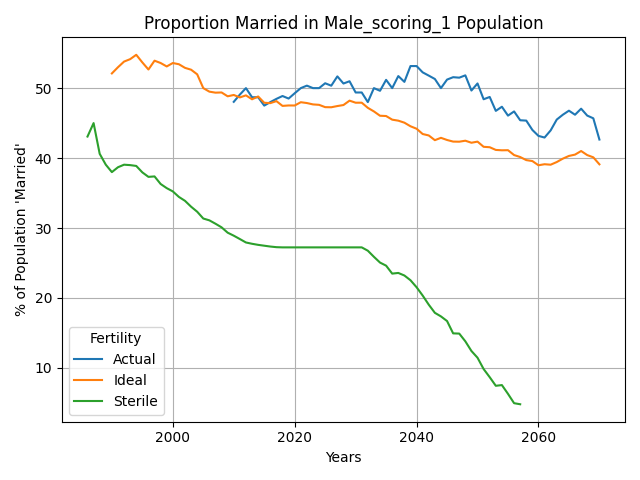 Proportion Married in Male_scoring_1 Population
% of Population 'Married'
50
40
30
20
10
Fertility
Actual
Ideal
Sterile
2000 2020 2040 2060
Years